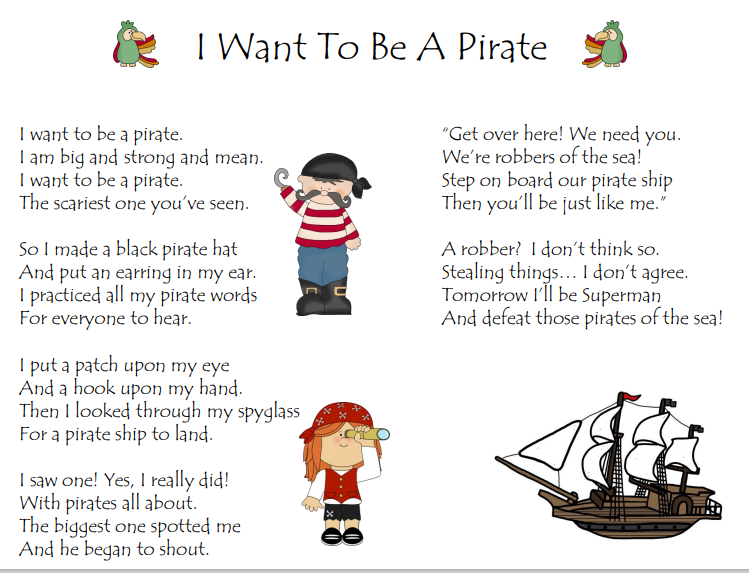 I Want To Be A Pirate
I want to be a pirate.
I am big and strong and mean.
I want to be a pirate.
The scariest one you've seen.
So I made a black pirate hat
And put an earring in my ear.
I practiced all my pirate words
For everyone to hear.
I put a patch upon my eye
And a hook upon my hand.
Then I looked through my spyglass
For a pirate ship to land.
I saw one! Yes, I really did!
With pirates all about.
The biggest one spotted me
And he began to shout.
“Get over here! We need you.
We're robbers of the sea!
Step on board our pirate ship
Then you'll be just like me.”
A robber?  I don't think so.
Stealing things… I don't agree.
Tomorrow I'll be Superman
And defeat those pirates of the sea!